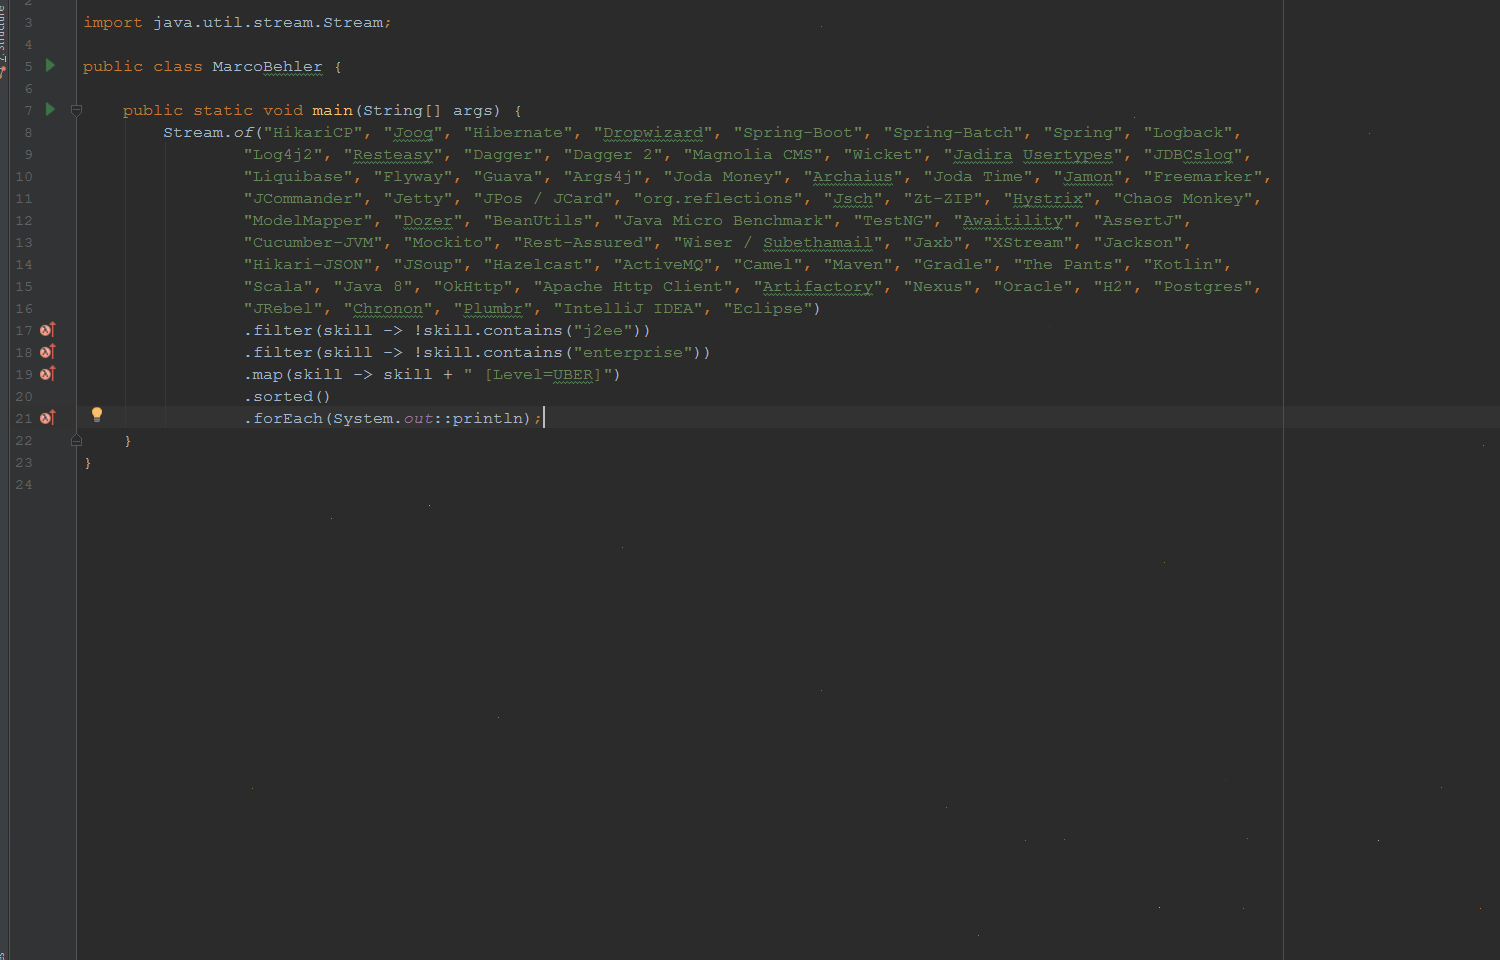 2
3 import java.util.stream.Stream;
4
5 public class MarcoBehler {
6
7 public static void main(String[] args) {
8 Stream.of("HikariCP", "Jooq", "Hibernate", "Dropwizard", "Spring-Boot", "Spring-Batch", "Spring", "Logback",
9 "Log4j2", "Resteasy", "Dagger", "Dagger 2", "Magnolia CMS", "Wicket", "Jadira Usertypes", "JDBCslog",
10 "Liquibase", "Flyway", "Guava", "Args4j", "Joda Money", "Archaius", "Joda Time", "Jamon", "Freemarker",
11 "JCommander", "Jetty", "JPos / JCard", "org.reflections", "Jsch", "Zt-ZIP", "Hystrix", "Chaos Monkey",
12 "ModelMapper", "Dozer", "BeanUtils", "Java Micro Benchmark", "TestNG", "Awaitility", "AssertJ",
13 "Cucumber-JVM", "Mockito", "Rest-Assured", "Wiser / Subethamail", "Jaxb", "XStream", "Jackson",
14 "Hikari-JSON", "JSoup", "Hazelcast", "ActiveMQ", "Camel", "Maven", "Gradle", "The Pants", "Kotlin",
15 "Scala", "Java 8", "OkHttp", "Apache Http Client", "Artifactory", "Nexus", "Oracle", "H2", "Postgres",
16 "JRebel", "Chronon", "Plumbr", "IntelliJ IDEA", "Eclipse")
17 .filter(skill -> !skill.contains("j2ee"))
18 .filter(skill -> !skill.contains("enterprise"))
19 .map(skill -> skill + " [Level=UBER]")
20 .sorted()
21 .forEach(System.out::println);
22 }
23 }
24